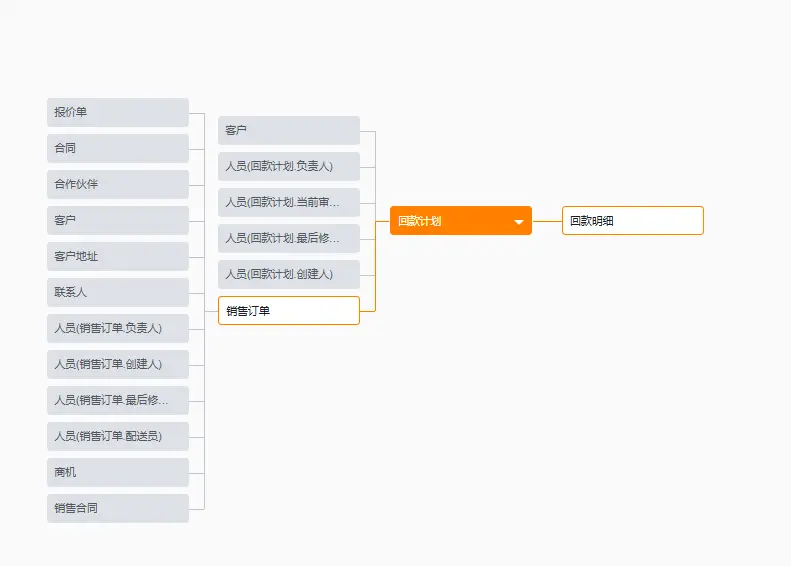 报价单
合同
合作伙伴
客户
客户地址
联系人
人员(销售订单.负责人)
人员(销售订单.创建人)
人员(销售订单.最后修...
人员(销售订单.配送员)
商机
销售合同
客户
人员(回款计划.负责人)
人员(回款计划.当前审...
人员(回款计划.最后修...
人员(回款计划.创建人)
销售订单
回款计划
回款明细